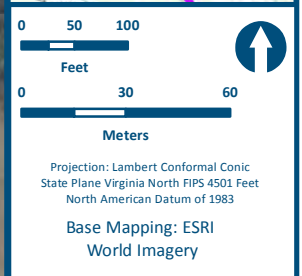 0 50 100
Feet
0 30 60
Meters
Projection: Lambert Conformal Conic
State Plane Virginia North FIPS 4501 Feet
North American Datum of 1983
Base Mapping: ESRI
World Imagery